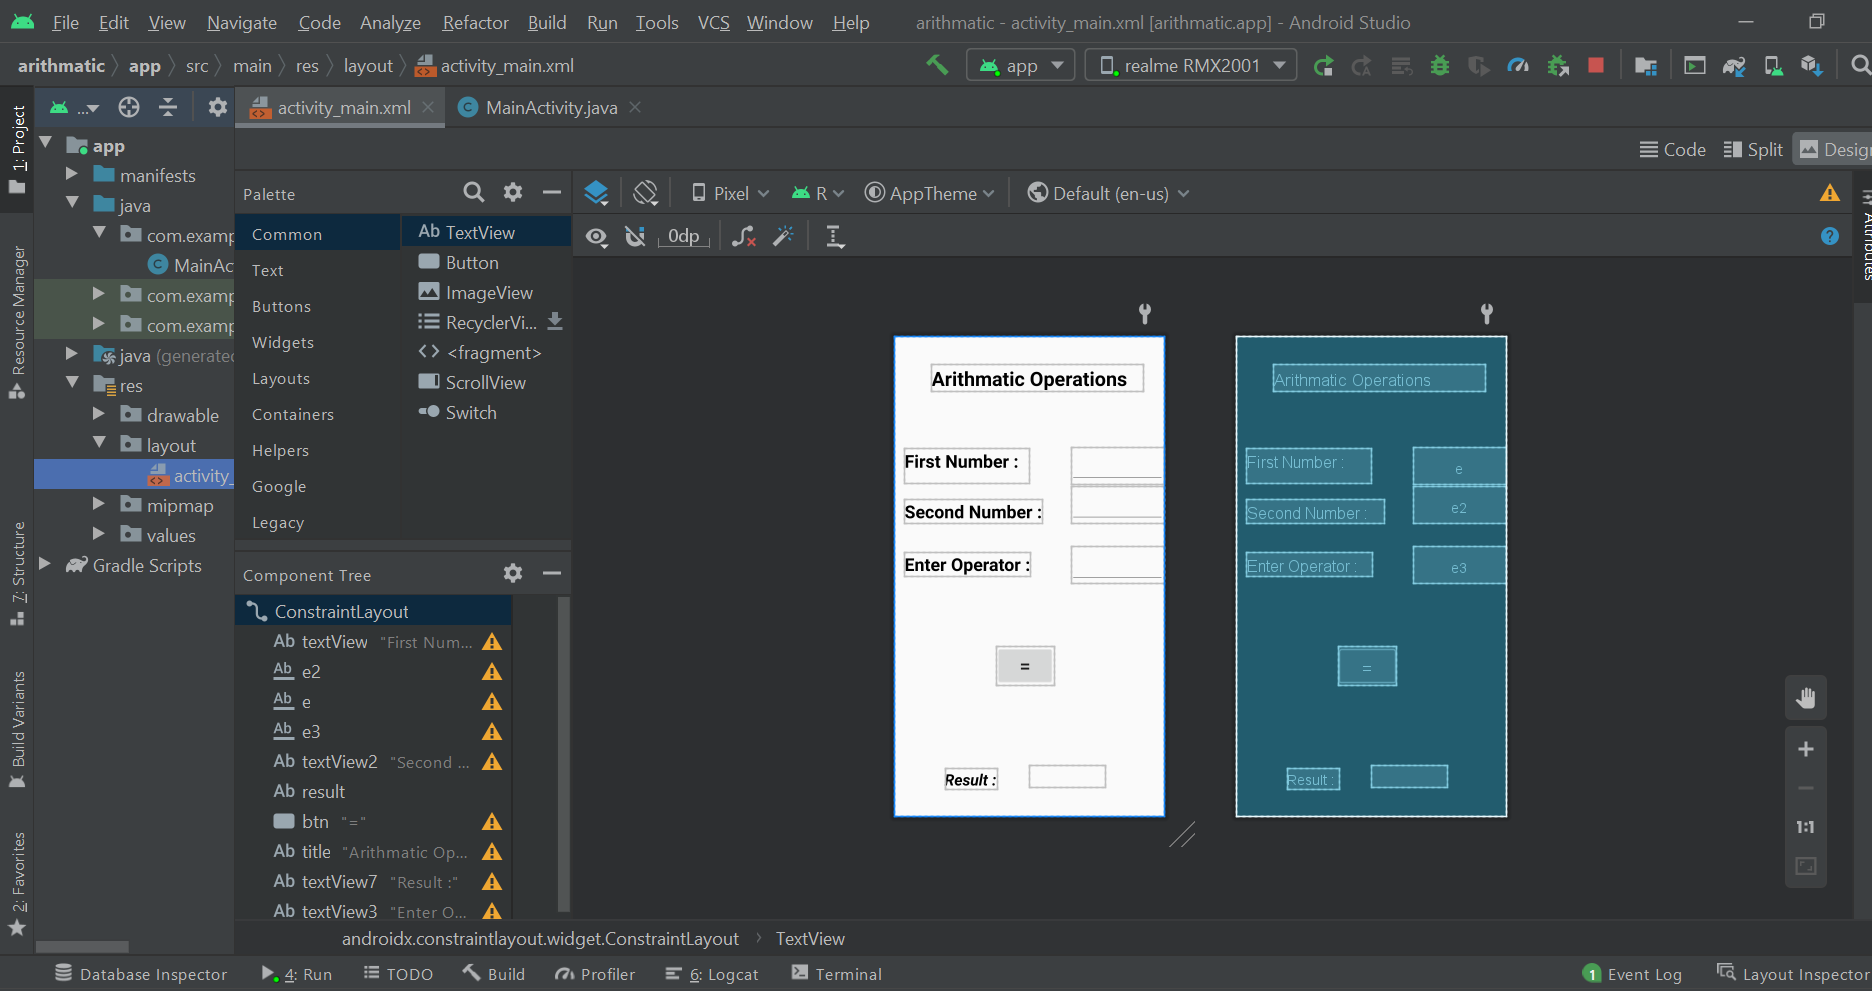 File Edit View Navigate Code Analyze Refactor Build Run Tools VCS Window Help arithmatic - activity_main.xml [arithmatic.app] - Android Studio
arithmatic app src main res layout activity_main.xml app realme RMX2001
... activity_main.xml C MainActivity.java
1: Project
Resource Manager
7: Structure
Build Variants
2: Favorites
app
manifests
java
com.examp
C MainAc
com.examp
com.examp
java (generated
res
drawable
layout
activity_
mipmap
values
Gradle Scripts
Code Split Design
Palette
Common
Text
Buttons
Widgets
Layouts
Containers
Helpers
Google
Legacy
Ab TextView
Button
ImageView
RecyclerVi...
<> <fragment>
ScrollView
Switch
Pixel R AppTheme Default (en-us)
0dp
?
Attributes
Component Tree
ConstraintLayout
Ab textView "First Num...
Ab e2
Ab e
Ab e3
Ab textView2 "Second ...
Ab result
btn "="
Ab title "Arithmatic Op...
Ab textView7 "Result :"
Ab textView3 "Enter O...
Arithmatic Operations
First Number :
Second Number :
Enter Operator :
=
Result :
Arithmatic Operations
First Number : e
Second Number : e2
Enter Operator : e3
=
Result :
1:1
androidx.constraintlayout.widget.ConstraintLayout TextView
Database Inspector 4: Run TODO Build Profiler 6: Logcat Terminal 1 Event Log Layout Inspector